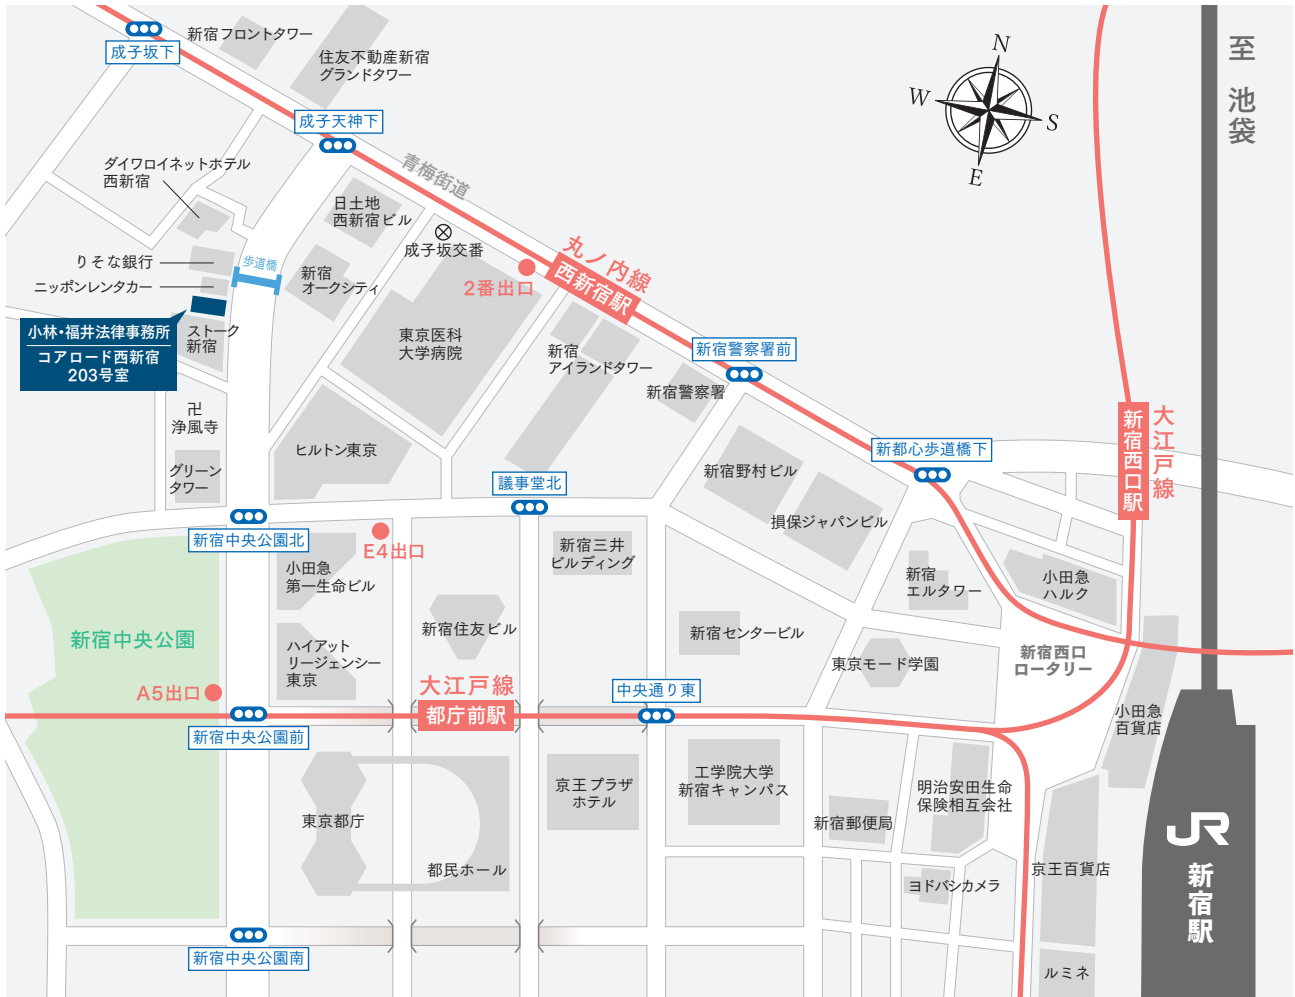 新宿フロントタワー
成子坂下
住友不動産新宿
グランドタワー
N
W
S
E
至 池袋
成子天神下
青梅街道
ダイワロイネットホテル
西新宿
日土地
西新宿ビル
成子坂交番
りそな銀行
歩道橋
新宿
オークシティ
ニッポンレンタカー
2番出口
丸ノ内線
西新宿駅
小林・福井法律事務所
コアロード西新宿
203号室
ストーク
新宿
東京医科
大学病院
新宿
アイランドタワー
新宿警察署前
新宿警察署
卍
浄風寺
グリーン
タワー
ヒルトン東京
新宿野村ビル
新都心歩道橋下
大江戸線
新宿西口駅
議事堂北
損保ジャパンビル
新宿中央公園北
E4出口
小田急
第一生命ビル
新宿三井
ビルディング
新宿
エルタワー
小田急
ハルク
新宿中央公園
新宿住友ビル
新宿センタービル
ハイアット
リージェンシー
東京
東京モード学園
新宿西口
ロータリー
A5出口
大江戸線
都庁前駅
中央通り東
新宿中央公園前
小田急
百貨店
東京都庁
京王プラザ
ホテル
工学院大学
新宿キャンパス
明治安田生命
保険相互会社
新宿郵便局
都民ホール
ヨドバシカメラ
京王百貨店
JR
新宿駅
新宿中央公園南
ルミネ